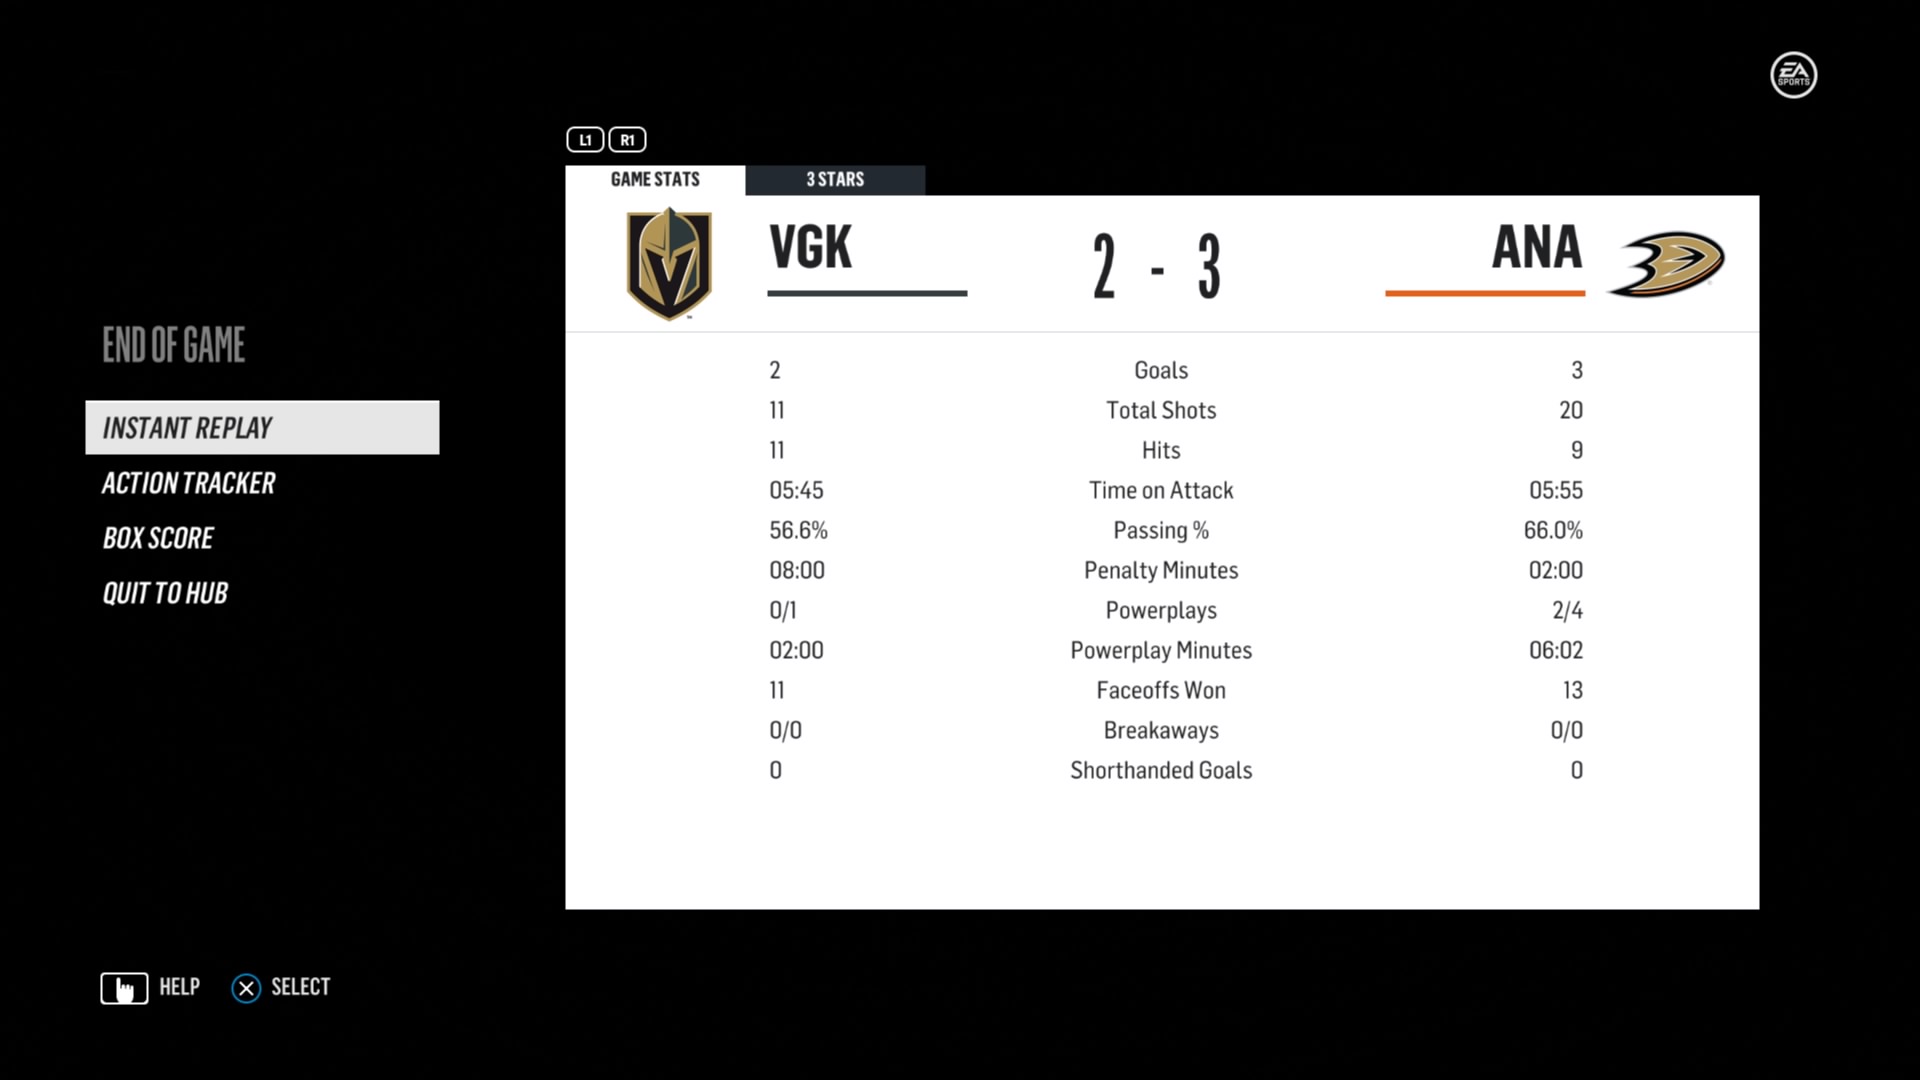 EA
SPORTS
L1 R1
GAME STATS 3 STARS
VGK 2 - 3 ANA
END OF GAME
INSTANT REPLAY
ACTION TRACKER
BOX SCORE
QUIT TO HUB
2 Goals 3
11 Total Shots 20
11 Hits 9
05:45 Time on Attack 05:55
56.6% Passing % 66.0%
08:00 Penalty Minutes 02:00
0/1 Powerplays 2/4
02:00 Powerplay Minutes 06:02
11 Faceoffs Won 13
0/0 Breakaways 0/0
0 Shorthanded Goals 0
HELP SELECT